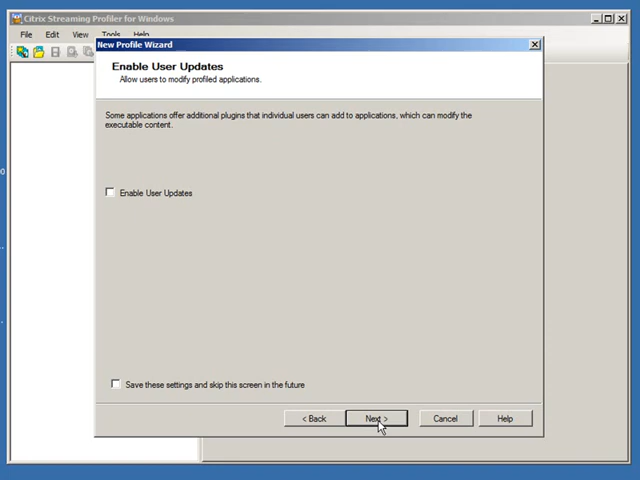 Citrix Streaming Profiler for Windows
File Edit View Tools Help
New Profile Wizard
Enable User Updates
Allow users to modify profiled applications.
Some applications offer additional plugins that individual users can add to applications, which can modify the
executable content.
Enable User Updates
Save these settings and skip this screen in the future
< Back Next > Cancel Help